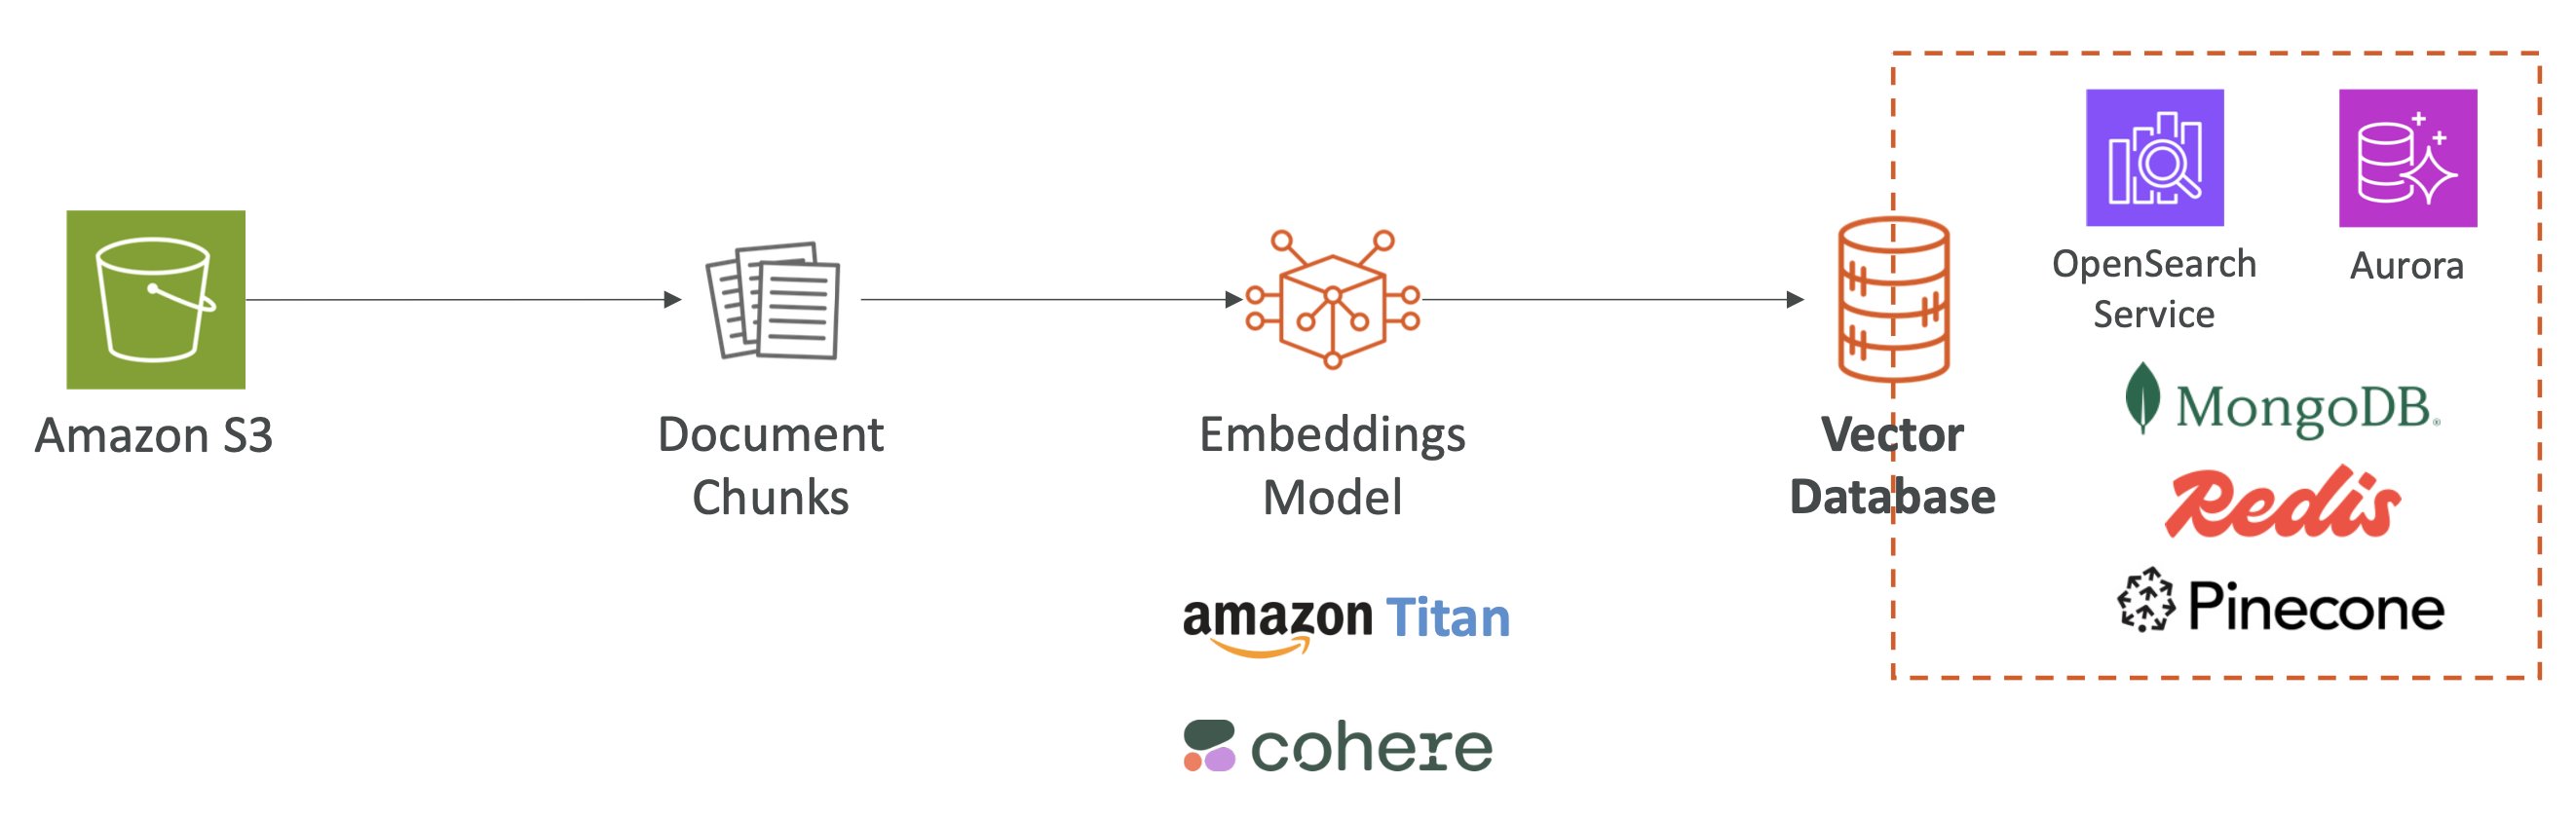 Amazon S3
Document
Chunks
Embeddings
Model
amazon Titan
cohere
Vector
Database
OpenSearch
Service
Aurora
MongoDB®
Redis
Pinecone